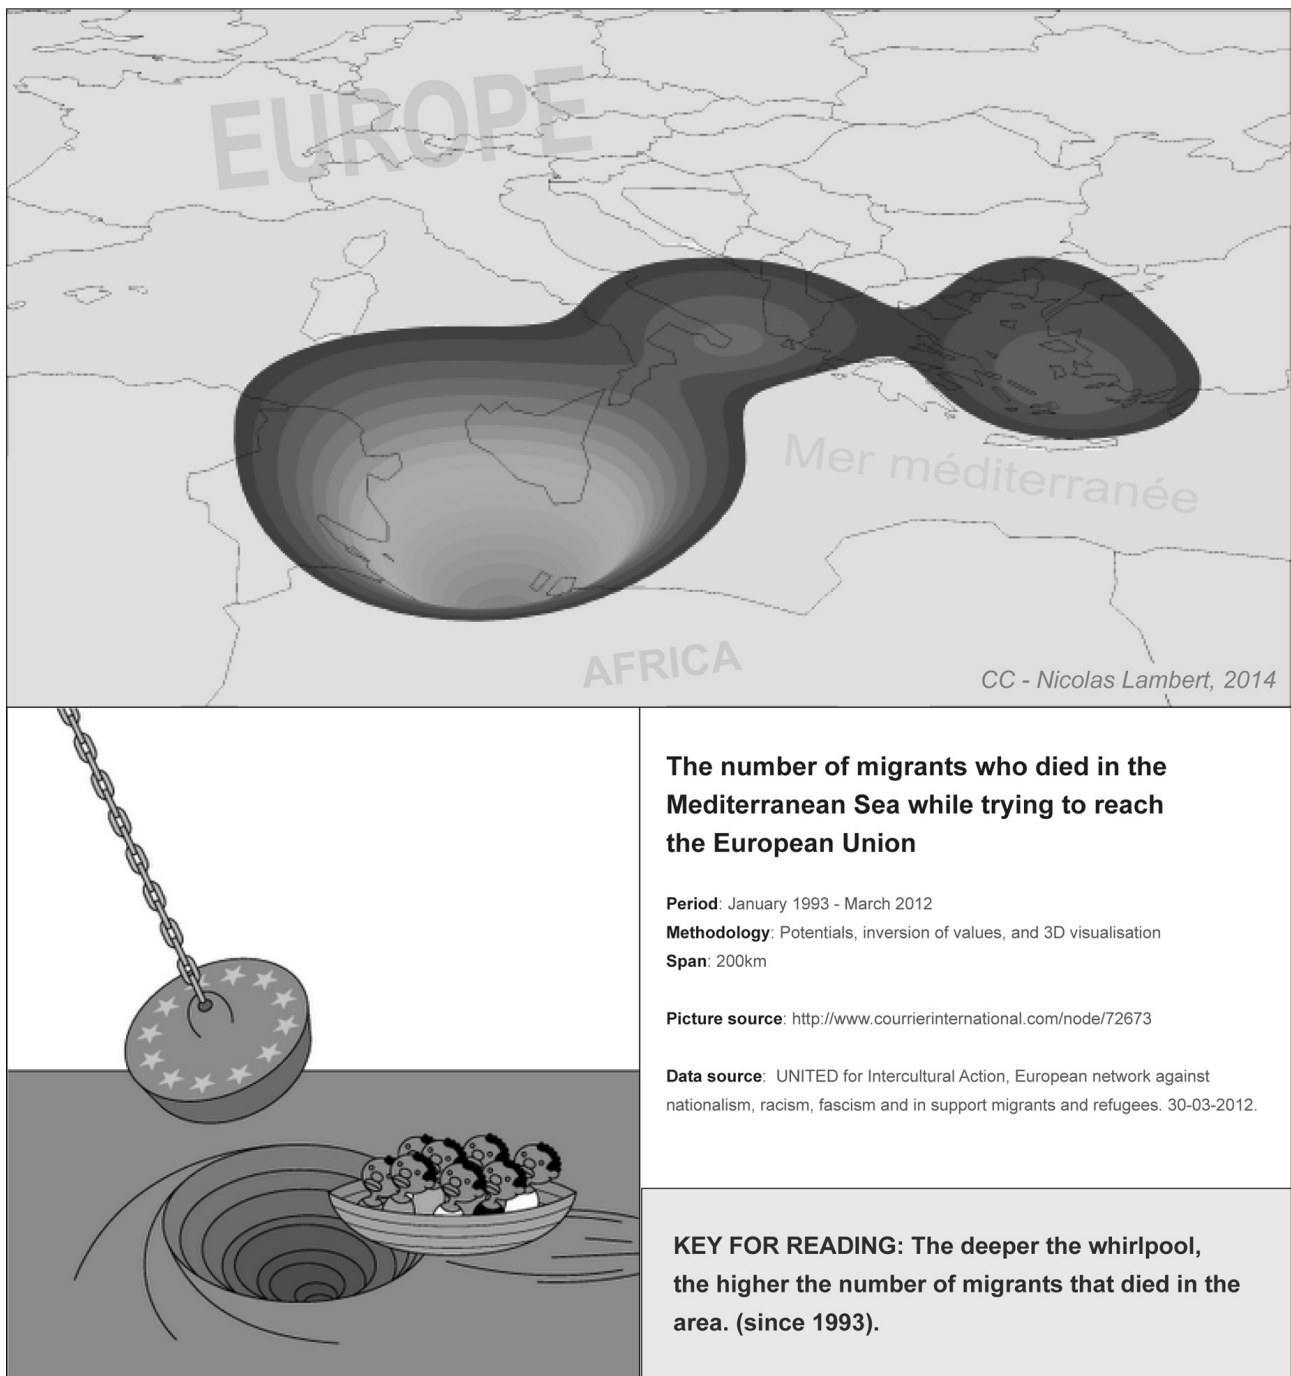 EUROPE
Mer méditerranée
AFRICA
CC - Nicolas Lambert, 2014
The number of migrants who died in the
Mediterranean Sea while trying to reach
the European Union
Period: January 1993 - March 2012
Methodology: Potentials, inversion of values, and 3D visualisation
Span: 200km
Picture source: http://www.courrierinternational.com/node/72673
Data source: UNITED for Intercultural Action, European network against
nationalism, racism, fascism and in support migrants and refugees. 30-03-2012.
KEY FOR READING: The deeper the whirlpool,
the higher the number of migrants that died in the
area. (since 1993).